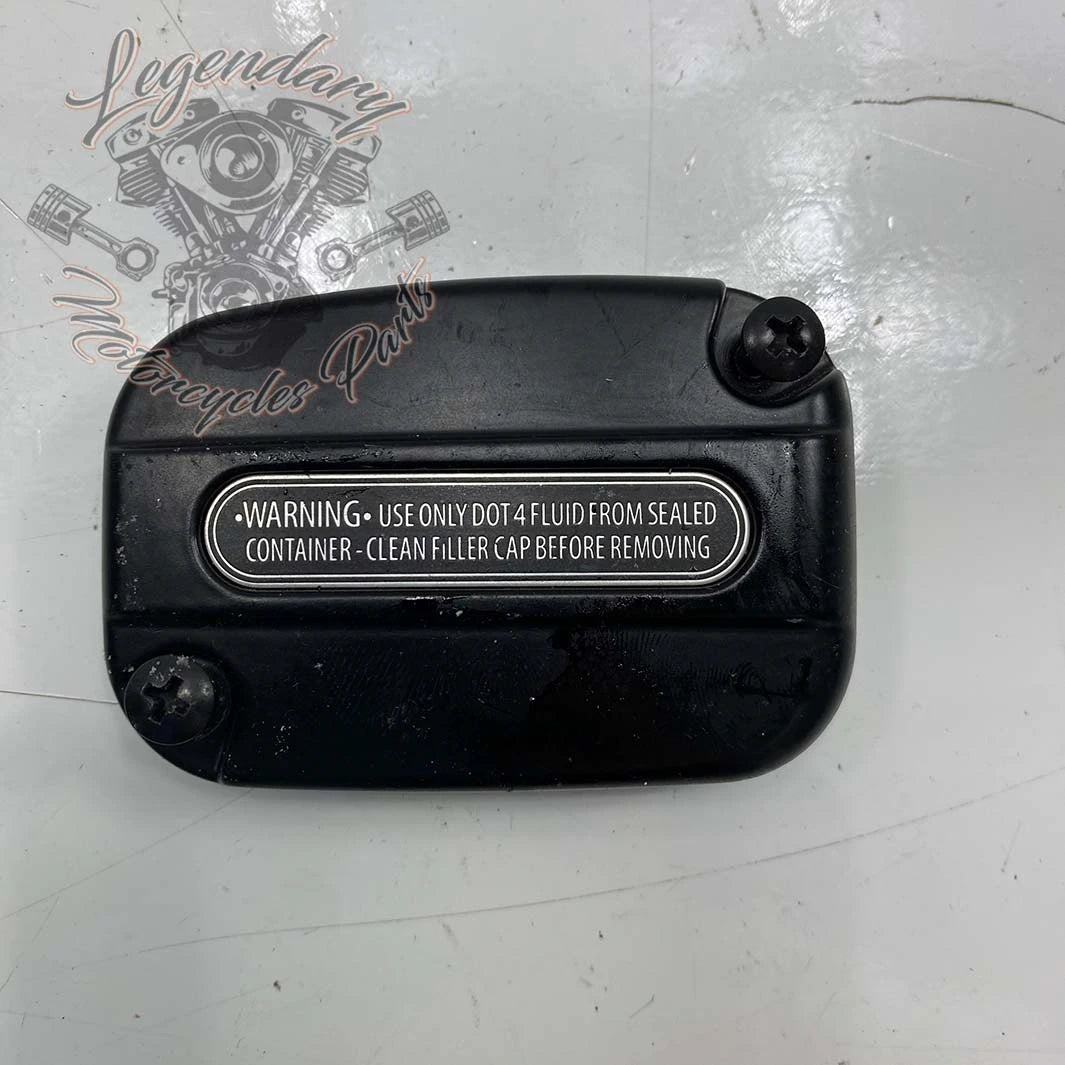 Legendary
Motorcycles Parts
•WARNING• USE ONLY DOT 4 FLUID FROM SEALED
CONTAINER - CLEAN FILLER CAP BEFORE REMOVING